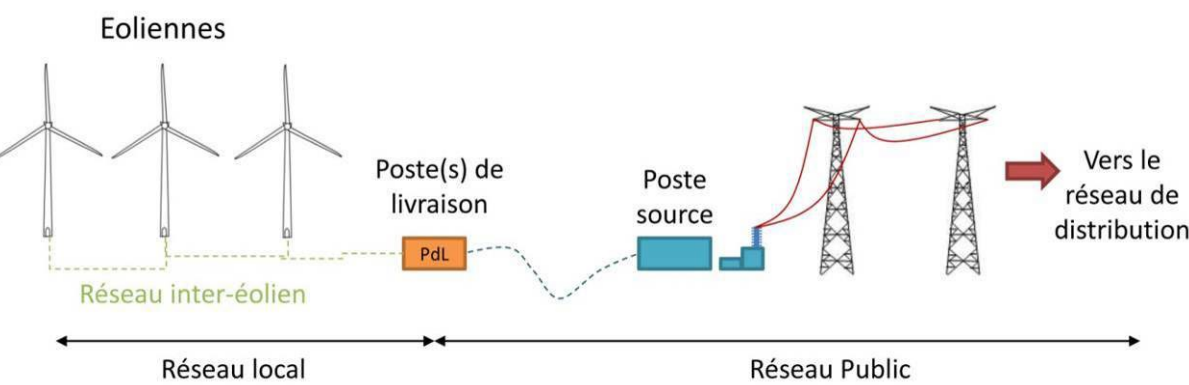 Eoliennes
Poste(s) de
livraison
PdL
Poste
source
Vers le
réseau de
distribution
Réseau inter-éolien
Réseau local
Réseau Public